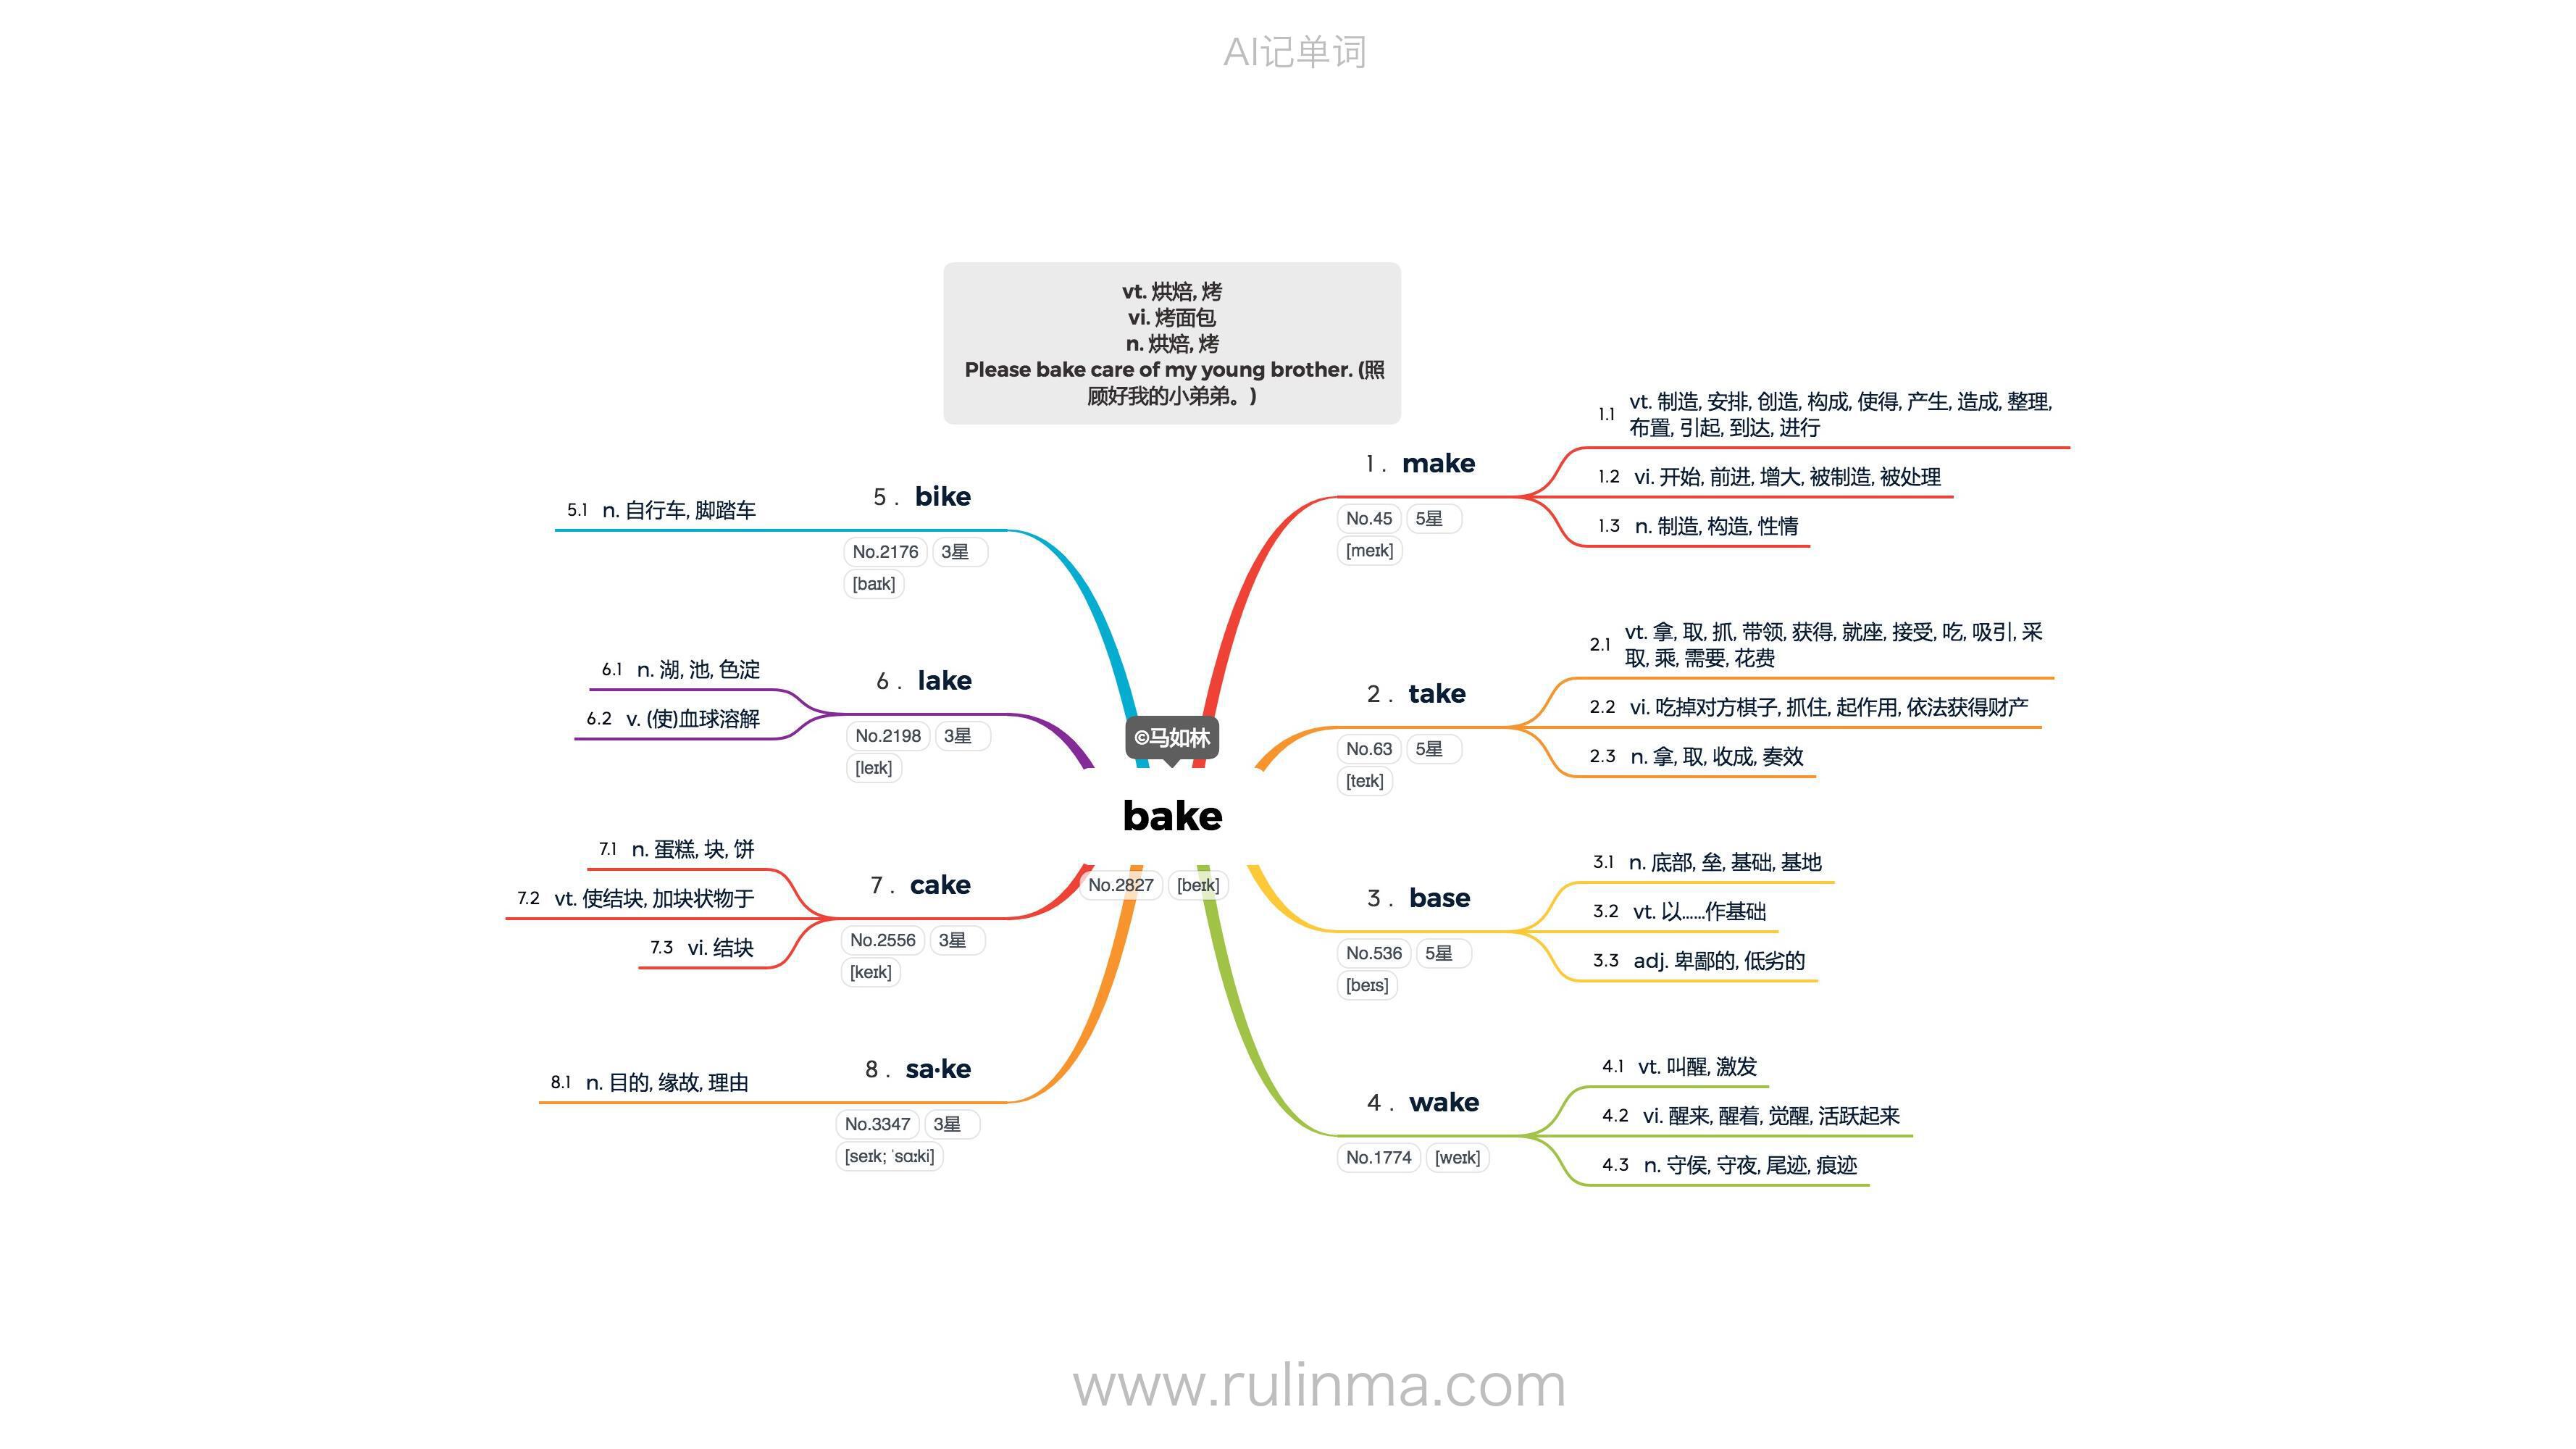 AI记单词
vt. 烘焙, 烤
vi. 烤面包
n. 烘焙, 烤
Please bake care of my young brother. (照
顾好我的小弟弟。)
©马如林
bake
No.2827 [beɪk]
1 . make
No.45 5星
[meɪk]
1.1 vt. 制造, 安排, 创造, 构成, 使得, 产生, 造成, 整理,
布置, 引起, 到达, 进行
1.2 vi. 开始, 前进, 增大, 被制造, 被处理
1.3 n. 制造, 构造, 性情
2 . take
No.63 5星
[teɪk]
2.1 vt. 拿, 取, 抓, 带领, 获得, 就座, 接受, 吃, 吸引, 采
取, 乘, 需要, 花费
2.2 vi. 吃掉对方棋子, 抓住, 起作用, 依法获得财产
2.3 n. 拿, 取, 收成, 奏效
3 . base
No.536 5星
[beɪs]
3.1 n. 底部, 垒, 基础, 基地
3.2 vt. 以……作基础
3.3 adj. 卑鄙的, 低劣的
4 . wake
No.1774 [weɪk]
4.1 vt. 叫醒, 激发
4.2 vi. 醒来, 醒着, 觉醒, 活跃起来
4.3 n. 守侯, 守夜, 尾迹, 痕迹
5 . bike
No.2176 3星
[baɪk]
5.1 n. 自行车, 脚踏车
6 . lake
No.2198 3星
[leɪk]
6.1 n. 湖, 池, 色淀
6.2 v. (使)血球溶解
7 . cake
No.2556 3星
[keɪk]
7.1 n. 蛋糕, 块, 饼
7.2 vt. 使结块, 加块状物于
7.3 vi. 结块
8 . sa·ke
No.3347 3星
[seɪk; ˈsɑːki]
8.1 n. 目的, 缘故, 理由
www.rulinma.com